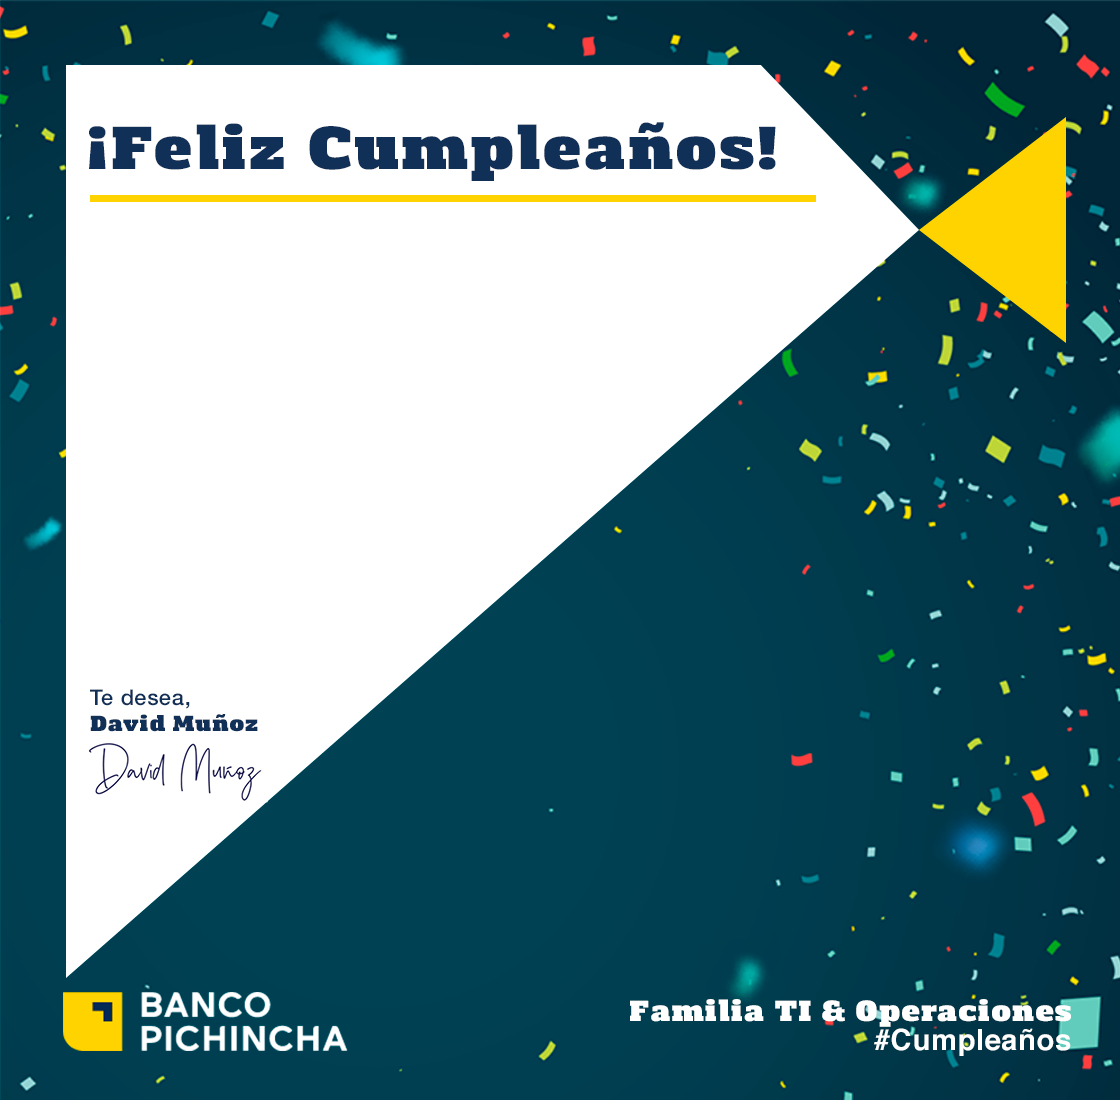 ¡Feliz Cumpleaños!
Te desea,
David Muñoz
David Muñoz
BANCO
PICHINCHA
Familia TI & Operaciones
#Cumpleaños